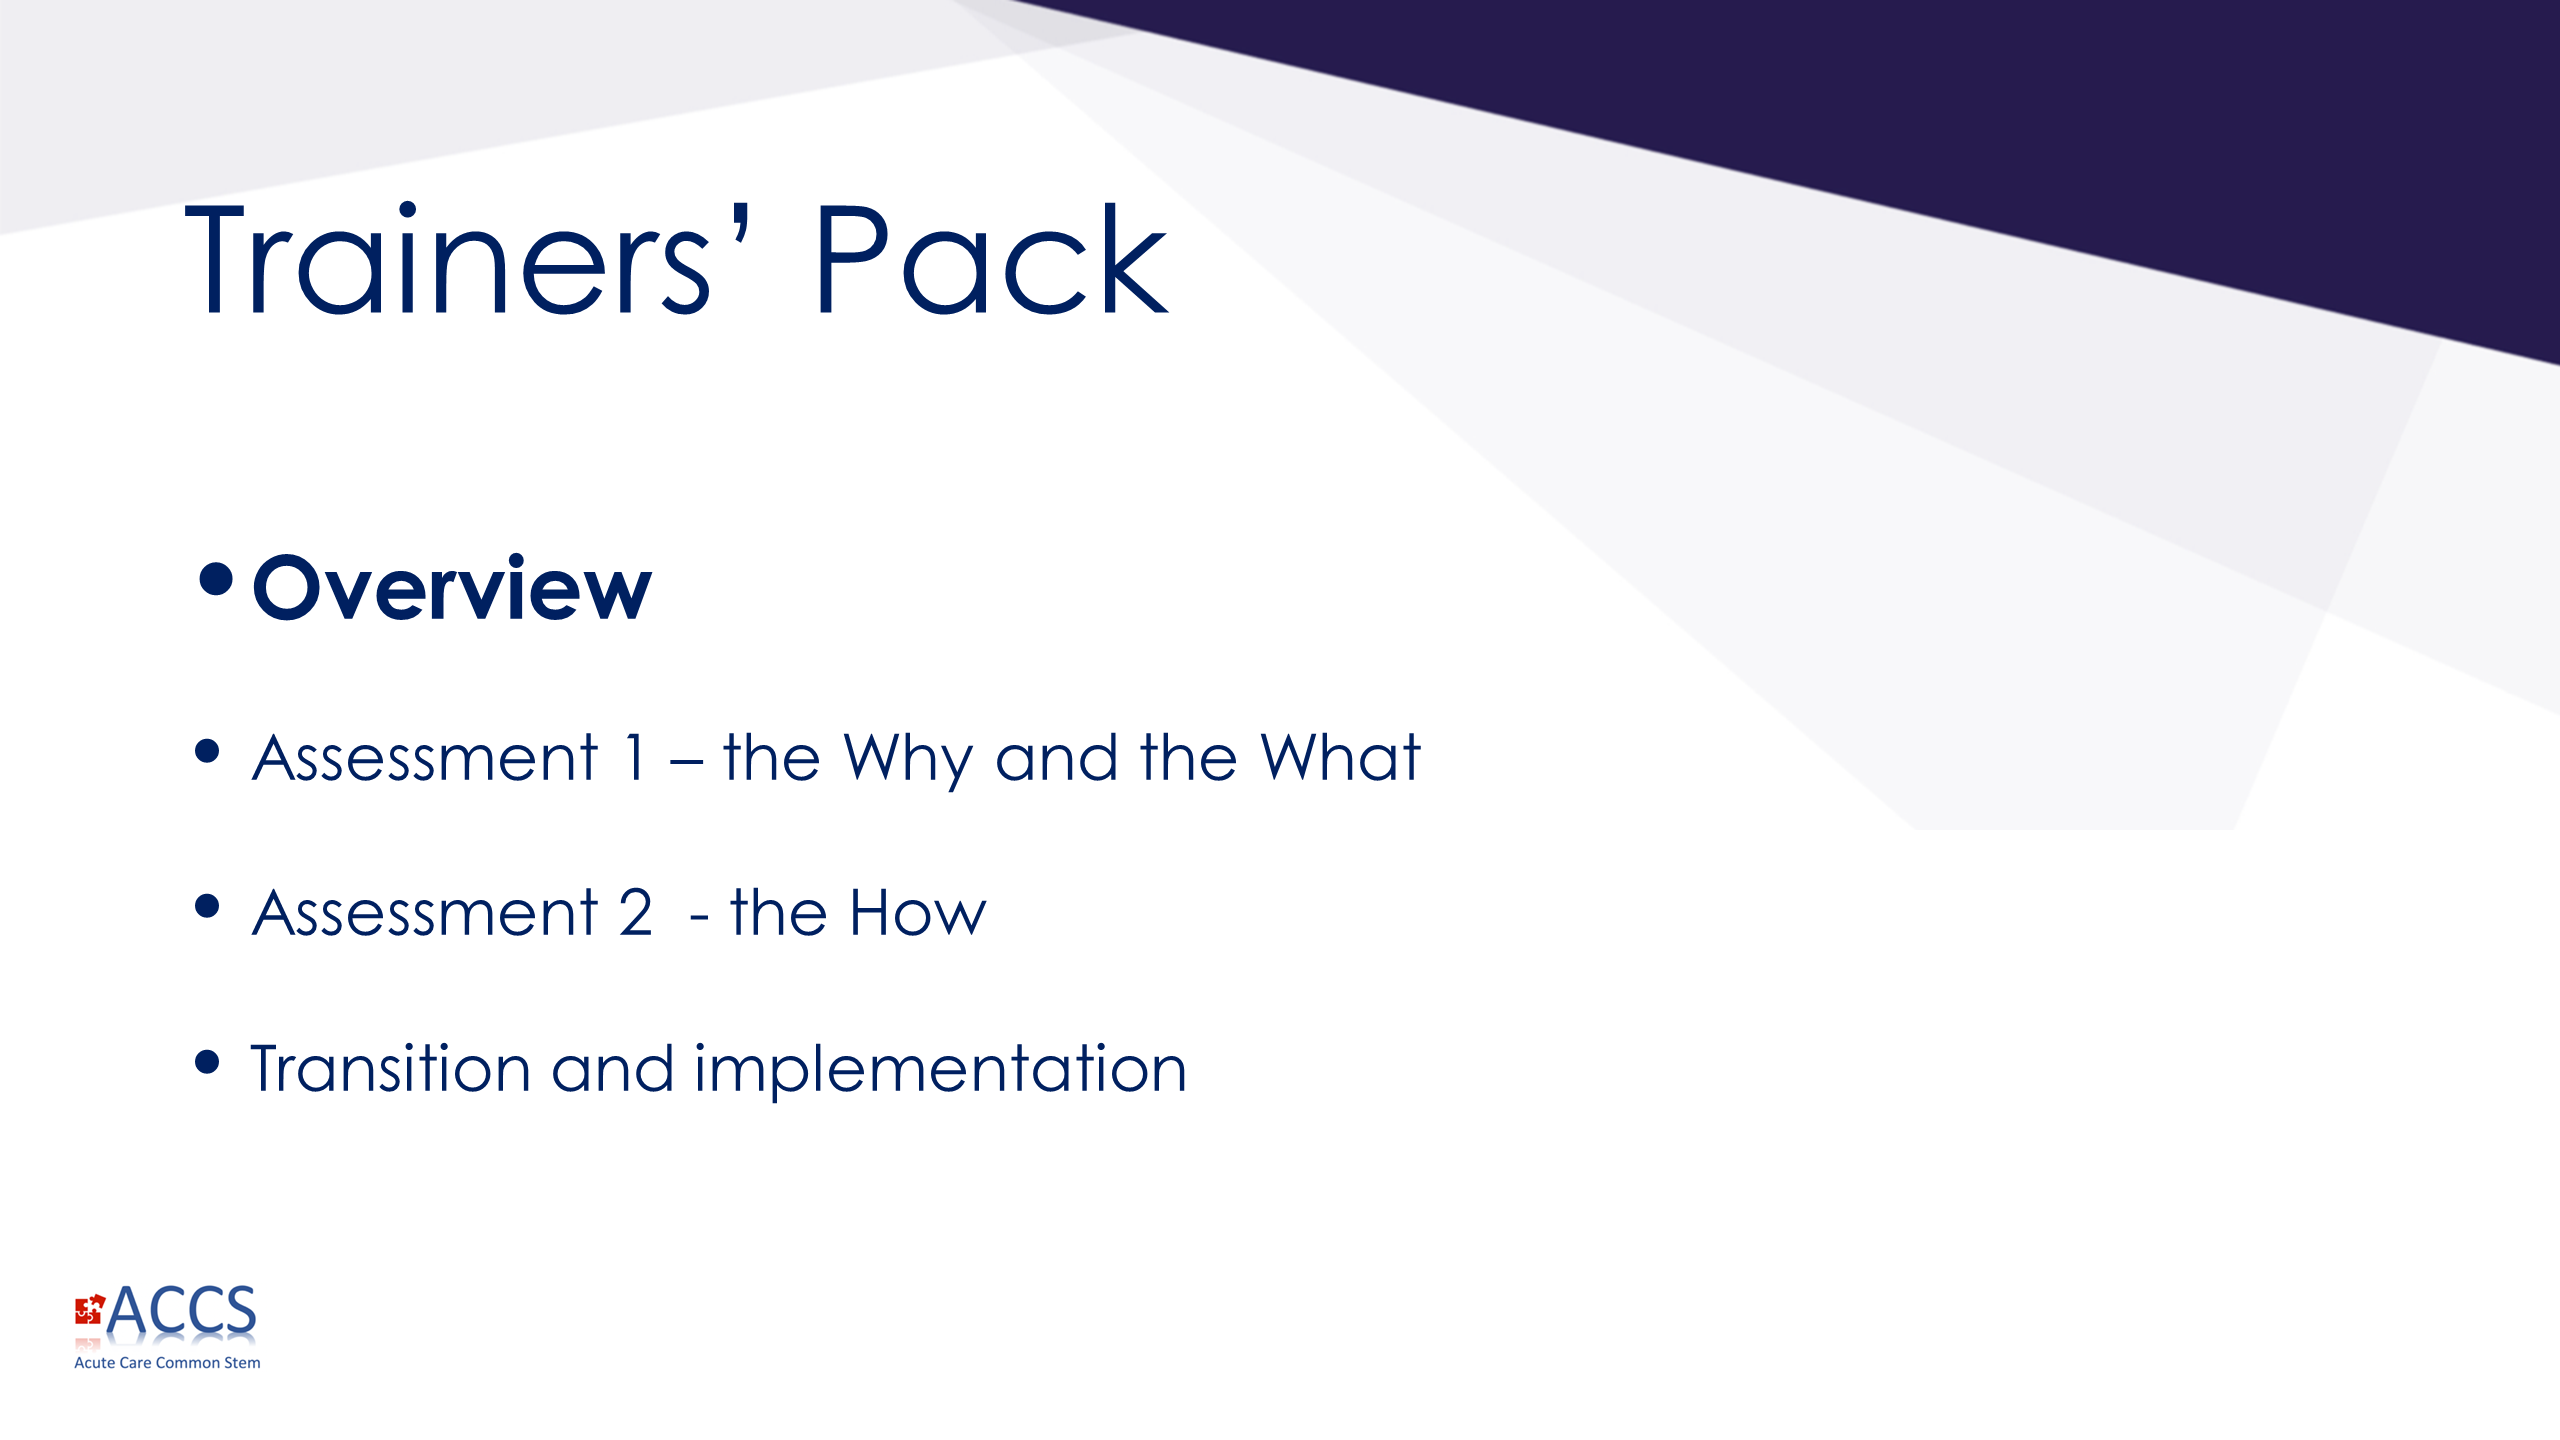 Trainers’ Pack
• Overview
• Assessment 1 – the Why and the What
• Assessment 2  - the How
• Transition and implementation
ACCS
Acute Care Common Stem